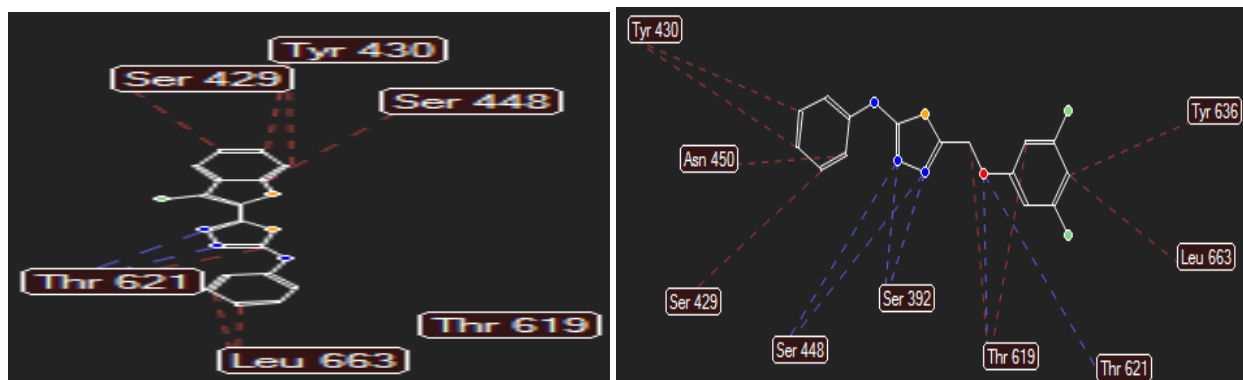 Tyr 430
Ser 429
Ser 448
Thr 621
Thr 619
Leu 663
Tyr 430
Tyr 636
Asn 450
Leu 663
Ser 429
Ser 392
Ser 448
Thr 619
Thr 621